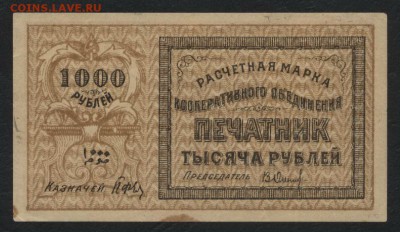 COINS.LAVE.RU
1000
РУБЛЕЙ
КАЗНАЧЕЙ
РАСЧЕТНАЯ МАРКА
КООПЕРАТИВНОГО ОБЪЕДИНЕНИЯ
ПЕЧАТНИК
ТЫСЯЧА РУБЛЕЙ
ПРЕДСЕДАТЕЛЬ